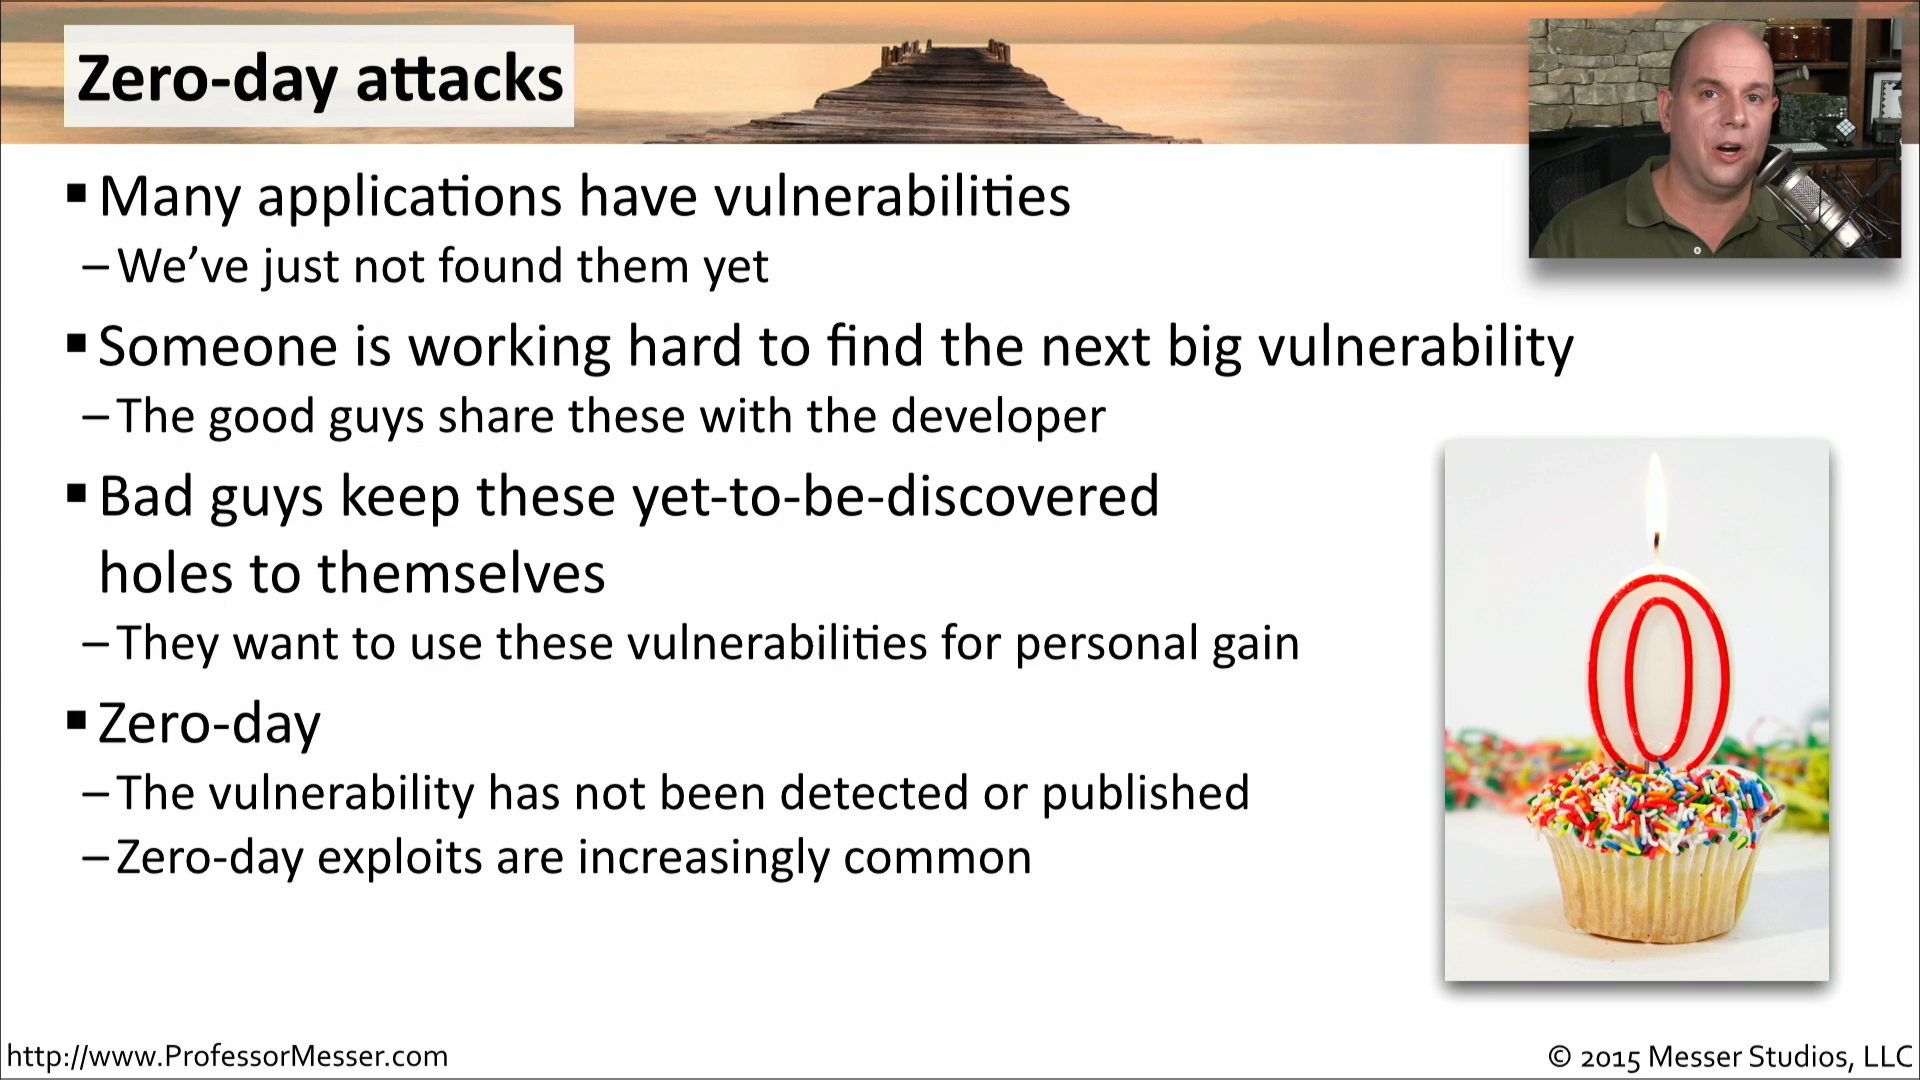 Zero-day attacks
▪ Many applications have vulnerabilities
– We’ve just not found them yet
▪ Someone is working hard to find the next big vulnerability
– The good guys share these with the developer
▪ Bad guys keep these yet-to-be-discovered
holes to themselves
– They want to use these vulnerabilities for personal gain
▪ Zero-day
– The vulnerability has not been detected or published
– Zero-day exploits are increasingly common
0
http://www.ProfessorMesser.com
© 2015 Messer Studios, LLC